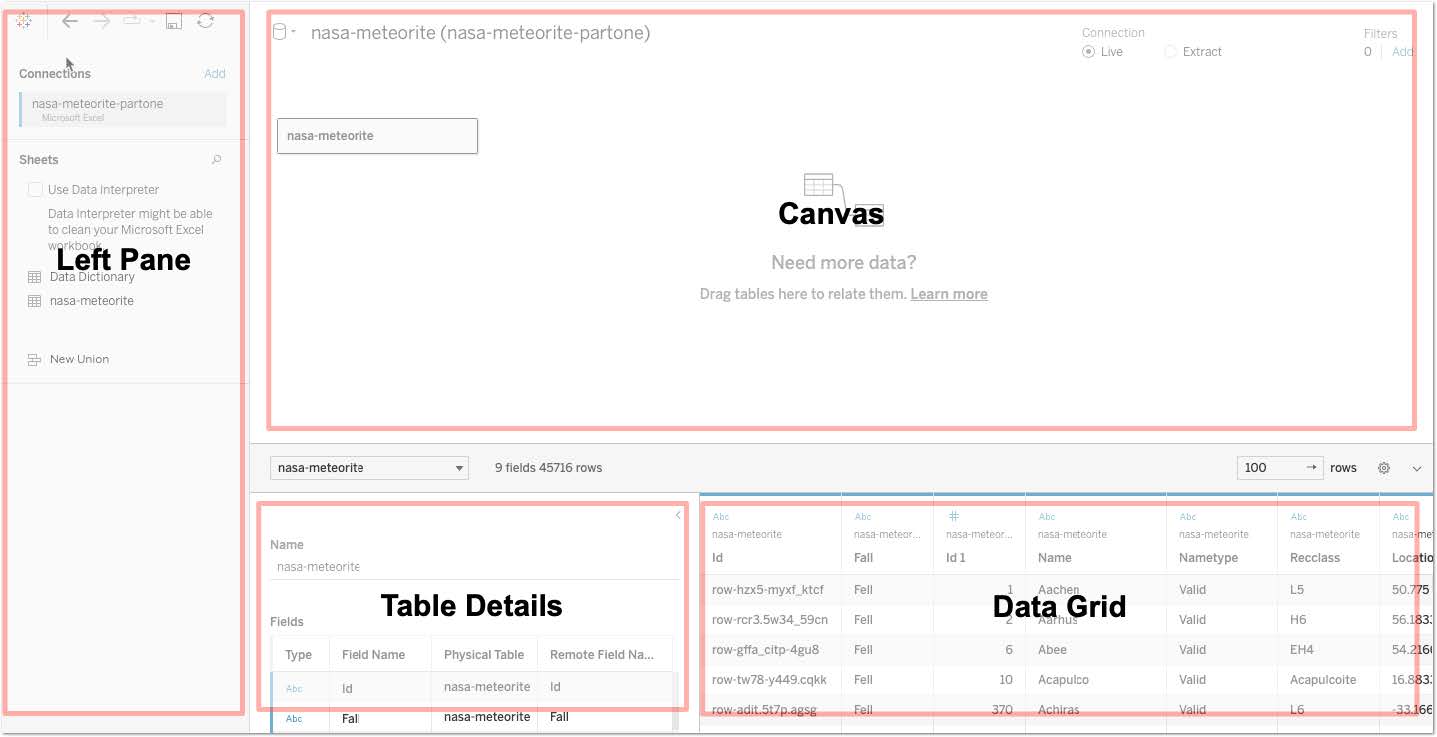 Connections Add
nasa-meteorite-partone
Microsoft Excel
Sheets
Use Data Interpreter
Data Interpreter might be able
to clean your Microsoft Excel
workbook.
Left Pane
Data Dictionary
nasa-meteorite
New Union
nasa-meteorite (nasa-meteorite-partone)
Connection
Live Extract
Filters
0 Add
nasa-meteorite
Canvas
Need more data?
Drag tables here to relate them. Learn more
nasa-meteorite 9 fields 45716 rows 100 → rows
Name
nasa-meteorite
Table Details
Fields
Type Field Name Physical Table Remote Field Na...
Abc Id nasa-meteorite Id
Abc Fall nasa-meteorite Fall
Abc Abc # Abc Abc Abc Abc
nasa-meteorite nasa-meteor... nasa-meteor... nasa-meteorite nasa-meteorite nasa-meteorite nasa-met
Id Fall Id 1 Name Nametype Recclass Locatio
row-hzx5-myxf_ktcf Fell 1 Aachen Valid L5 50.775
Data Grid
row-rcr3.5w34_59cn Fell 2 Aarhus Valid H6 56.1833
row-gffa_citp-4gu8 Fell 6 Abee Valid EH4 54.2166
row-tw78-y449.cqkk Fell 10 Acapulco Valid Acapulcoite 16.8833
row-adit.5t7p.agsg Fell 370 Achiras Valid L6 -33.166